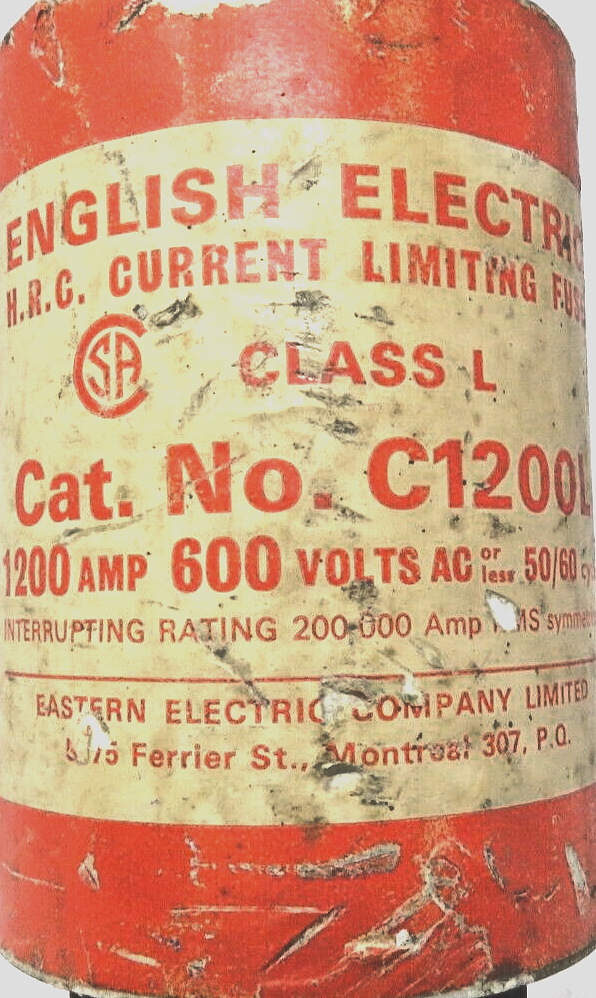 ENGLISH ELECTRIC
H.R.C. CURRENT LIMITING FUSE
CSA CLASS L
Cat. No. C1200L
1200 AMP 600 VOLTS AC or less 50/60
INTERRUPTING RATING 200 000 Amp
EASTERN ELECTRIC COMPANY LIMITED
Ferrier St., Montreal 307, P.Q.